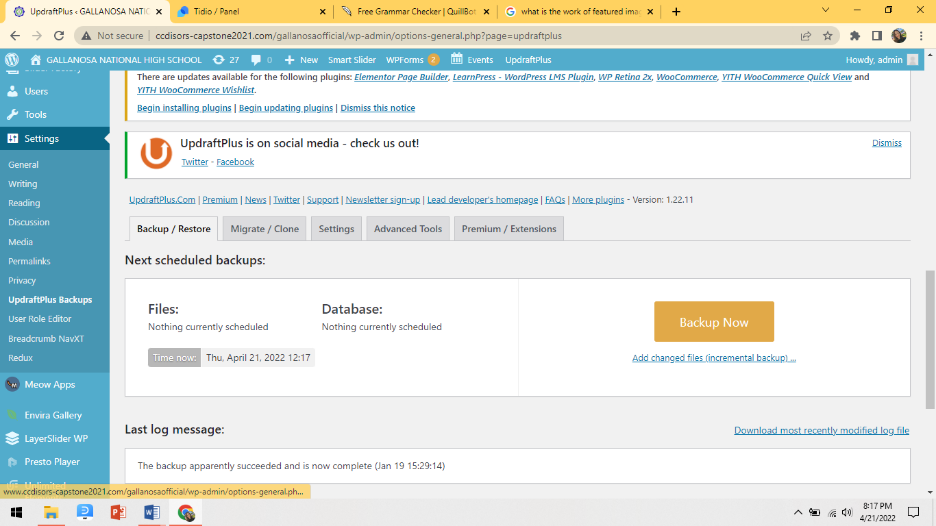 UpdraftPlus ‹ GALLANOSA NATIO
Tidio / Panel
Free Grammar Checker | QuillBot
what is the work of featured imag
Not secure | ccdisors-capstone2021.com/gallanosaofficial/wp-admin/options-general.php?page=updraftplus
GALLANOSA NATIONAL HIGH SCHOOL 27 0 New Smart Slider WPForms 2 Events UpdraftPlus Howdy, admin
Users
Tools
Settings
General
Writing
Reading
Discussion
Media
Permalinks
Privacy
UpdraftPlus Backups
User Role Editor
Breadcrumb NavXT
Redux
Meow Apps
Envira Gallery
LayerSlider WP
Presto Player
There are updates available for the following plugins: Elementor Page Builder, LearnPress - WordPress LMS Plugin, WP Retina 2x, WooCommerce, YITH WooCommerce Quick View and
YITH WooCommerce Wishlist.
Begin installing plugins | Begin updating plugins | Dismiss this notice
UpdraftPlus is on social media - check us out!
Dismiss
Twitter - Facebook
UpdraftPlus.Com | Premium | News | Twitter | Support | Newsletter sign-up | Lead developer's homepage | FAQs | More plugins - Version: 1.22.11
Backup / Restore Migrate / Clone Settings Advanced Tools Premium / Extensions
Next scheduled backups:
Files:
Nothing currently scheduled
Database:
Nothing currently scheduled
Time now: Thu, April 21, 2022 12:17
Backup Now
Add changed files (incremental backup) ...
Last log message:
Download most recently modified log file
The backup apparently succeeded and is now complete (Jan 19 15:29:14)
www.ccdisors-capstone2021.com/gallanosaofficial/wp-admin/options-general.ph...
8:17 PM
4/21/2022